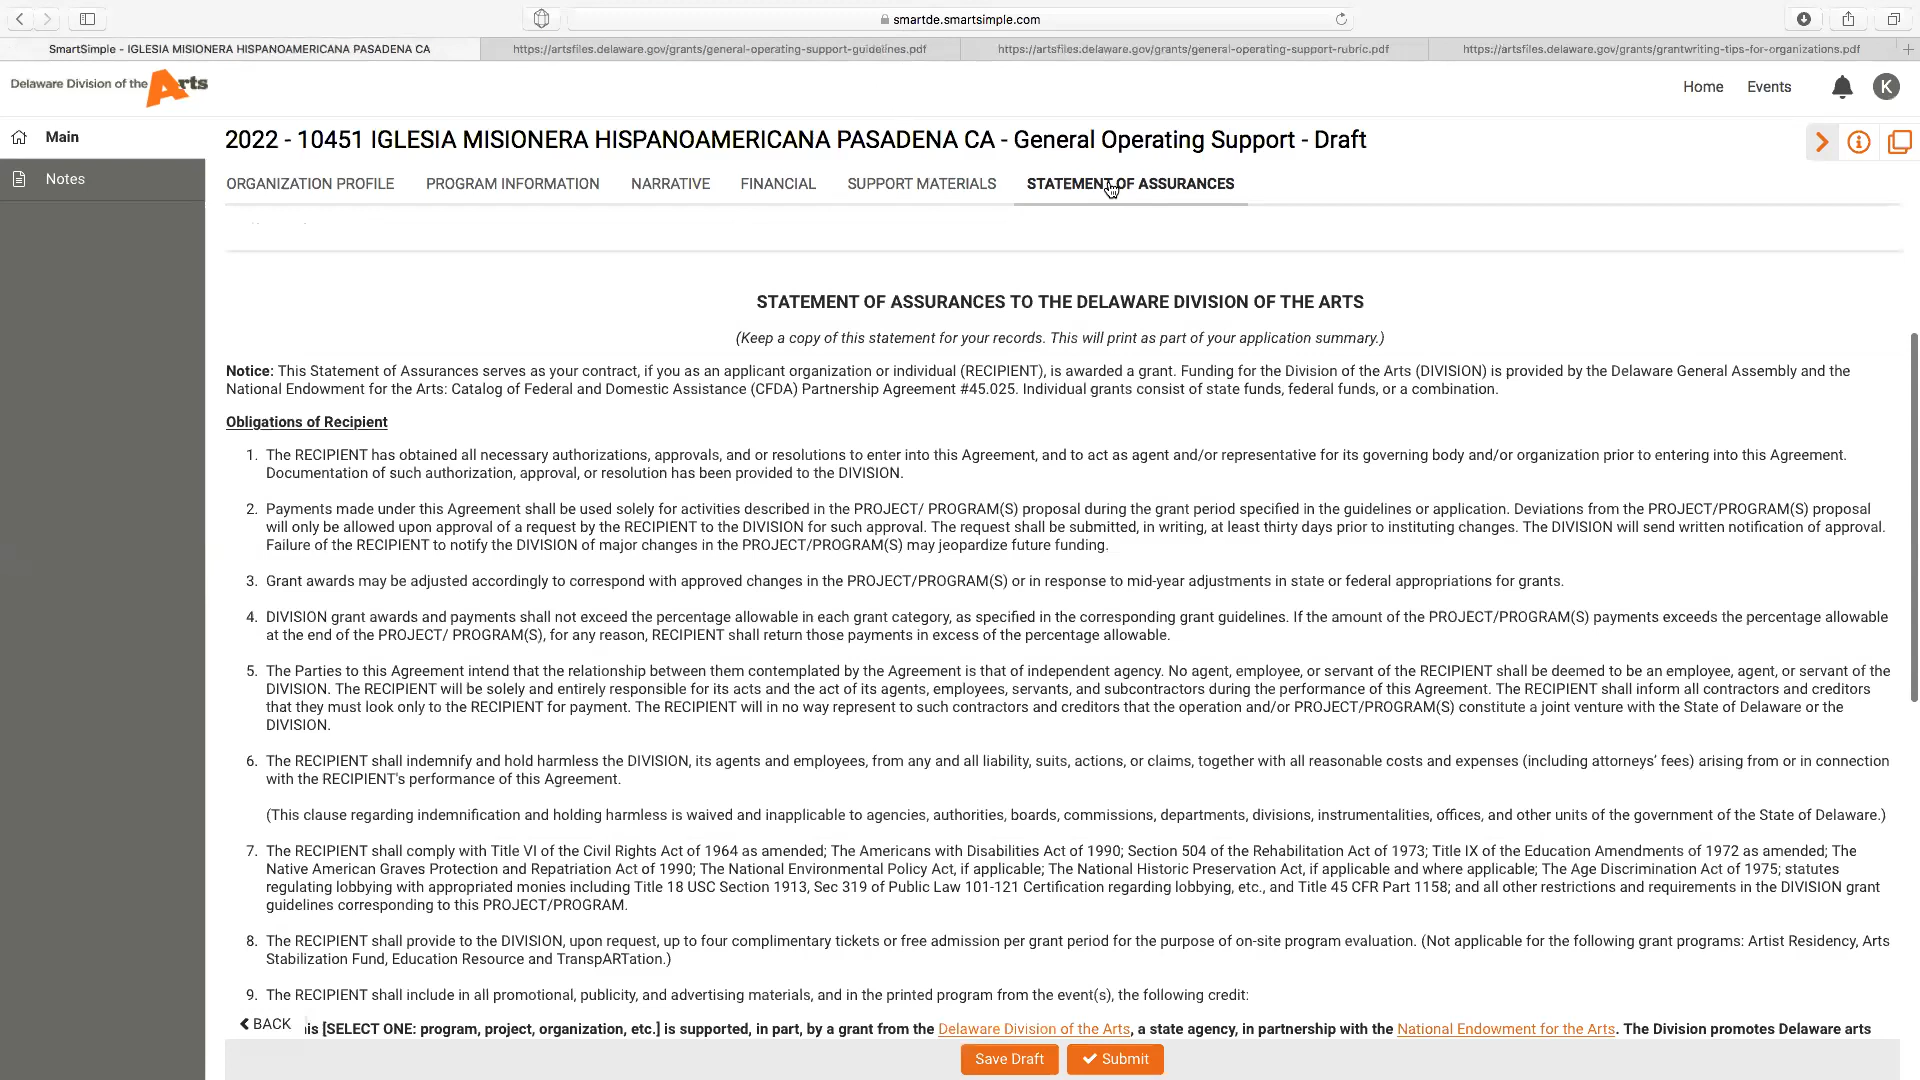 smartde.smartsimple.com
SmartSimple - IGLESIA MISIONERA HISPANOAMERICANA PASADENA CA
https://artsfiles.delaware.gov/grants/general-operating-support-guidelines.pdf
https://artsfiles.delaware.gov/grants/general-operating-support-rubric.pdf
https://artsfiles.delaware.gov/grants/grantwriting-tips-for-organizations.pdf
Delaware Division of the Arts
Home Events K
Main
Notes
2022 - 10451 IGLESIA MISIONERA HISPANOAMERICANA PASADENA CA - General Operating Support - Draft
ORGANIZATION PROFILE PROGRAM INFORMATION NARRATIVE FINANCIAL SUPPORT MATERIALS STATEMENT OF ASSURANCES
STATEMENT OF ASSURANCES TO THE DELAWARE DIVISION OF THE ARTS
(Keep a copy of this statement for your records. This will print as part of your application summary.)
Notice: This Statement of Assurances serves as your contract, if you as an applicant organization or individual (RECIPIENT), is awarded a grant. Funding for the Division of the Arts (DIVISION) is provided by the Delaware General Assembly and the
National Endowment for the Arts: Catalog of Federal and Domestic Assistance (CFDA) Partnership Agreement #45.025. Individual grants consist of state funds, federal funds, or a combination.
Obligations of Recipient
1. The RECIPIENT has obtained all necessary authorizations, approvals, and or resolutions to enter into this Agreement, and to act as agent and/or representative for its governing body and/or organization prior to entering into this Agreement.
Documentation of such authorization, approval, or resolution has been provided to the DIVISION.
2. Payments made under this Agreement shall be used solely for activities described in the PROJECT/ PROGRAM(S) proposal during the grant period specified in the guidelines or application. Deviations from the PROJECT/PROGRAM(S) proposal
will only be allowed upon approval of a request by the RECIPIENT to the DIVISION for such approval. The request shall be submitted, in writing, at least thirty days prior to instituting changes. The DIVISION will send written notification of approval.
Failure of the RECIPIENT to notify the DIVISION of major changes in the PROJECT/PROGRAM(S) may jeopardize future funding.
3. Grant awards may be adjusted accordingly to correspond with approved changes in the PROJECT/PROGRAM(S) or in response to mid-year adjustments in state or federal appropriations for grants.
4. DIVISION grant awards and payments shall not exceed the percentage allowable in each grant category, as specified in the corresponding grant guidelines. If the amount of the PROJECT/PROGRAM(S) payments exceeds the percentage allowable
at the end of the PROJECT/ PROGRAM(S), for any reason, RECIPIENT shall return those payments in excess of the percentage allowable.
5. The Parties to this Agreement intend that the relationship between them contemplated by the Agreement is that of independent agency. No agent, employee, or servant of the RECIPIENT shall be deemed to be an employee, agent, or servant of the
DIVISION. The RECIPIENT will be solely and entirely responsible for its acts and the act of its agents, employees, servants, and subcontractors during the performance of this Agreement. The RECIPIENT shall inform all contractors and creditors
that they must look only to the RECIPIENT for payment. The RECIPIENT will in no way represent to such contractors and creditors that the operation and/or PROJECT/PROGRAM(S) constitute a joint venture with the State of Delaware or the
DIVISION.
6. The RECIPIENT shall indemnify and hold harmless the DIVISION, its agents and employees, from any and all liability, suits, actions, or claims, together with all reasonable costs and expenses (including attorneys' fees) arising from or in connection
with the RECIPIENT's performance of this Agreement.
(This clause regarding indemnification and holding harmless is waived and inapplicable to agencies, authorities, boards, commissions, departments, divisions, instrumentalities, offices, and other units of the government of the State of Delaware.)
7. The RECIPIENT shall comply with Title VI of the Civil Rights Act of 1964 as amended; The Americans with Disabilities Act of 1990; Section 504 of the Rehabilitation Act of 1973; Title IX of the Education Amendments of 1972 as amended; The
Native American Graves Protection and Repatriation Act of 1990; The National Environmental Policy Act, if applicable; The National Historic Preservation Act, if applicable and where applicable; The Age Discrimination Act of 1975; statutes
regulating lobbying with appropriated monies including Title 18 USC Section 1913, Sec 319 of Public Law 101-121 Certification regarding lobbying, etc., and Title 45 CFR Part 1158; and all other restrictions and requirements in the DIVISION grant
guidelines corresponding to this PROJECT/PROGRAM.
8. The RECIPIENT shall provide to the DIVISION, upon request, up to four complimentary tickets or free admission per grant period for the purpose of on-site program evaluation. (Not applicable for the following grant programs: Artist Residency, Arts
Stabilization Fund, Education Resource and TranspARTation.)
9. The RECIPIENT shall include in all promotional, publicity, and advertising materials, and in the printed program from the event(s), the following credit:
BACK
is [SELECT ONE: program, project, organization, etc.] is supported, in part, by a grant from the Delaware Division of the Arts, a state agency, in partnership with the National Endowment for the Arts. The Division promotes Delaware arts
Save Draft Submit